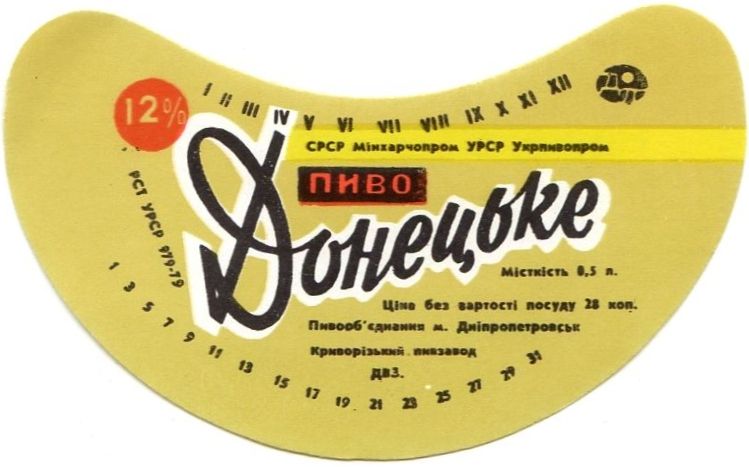 12%
I II III IV V VI VII VIII IX X XI XII
СРСР Мінхарчопром УРСР Укрпивопром
ПИВО
Донецьке
РСТ УРСР 979-79
Місткість 0,5 л.
Ціна без вартості посуду 28 коп.
Пивооб'єднання м. Дніпропетровськ
Криворізький пивзавод
ДВЗ.
1 3 5 7 9 11 13 15 17 19 21 23 25 27 29 31